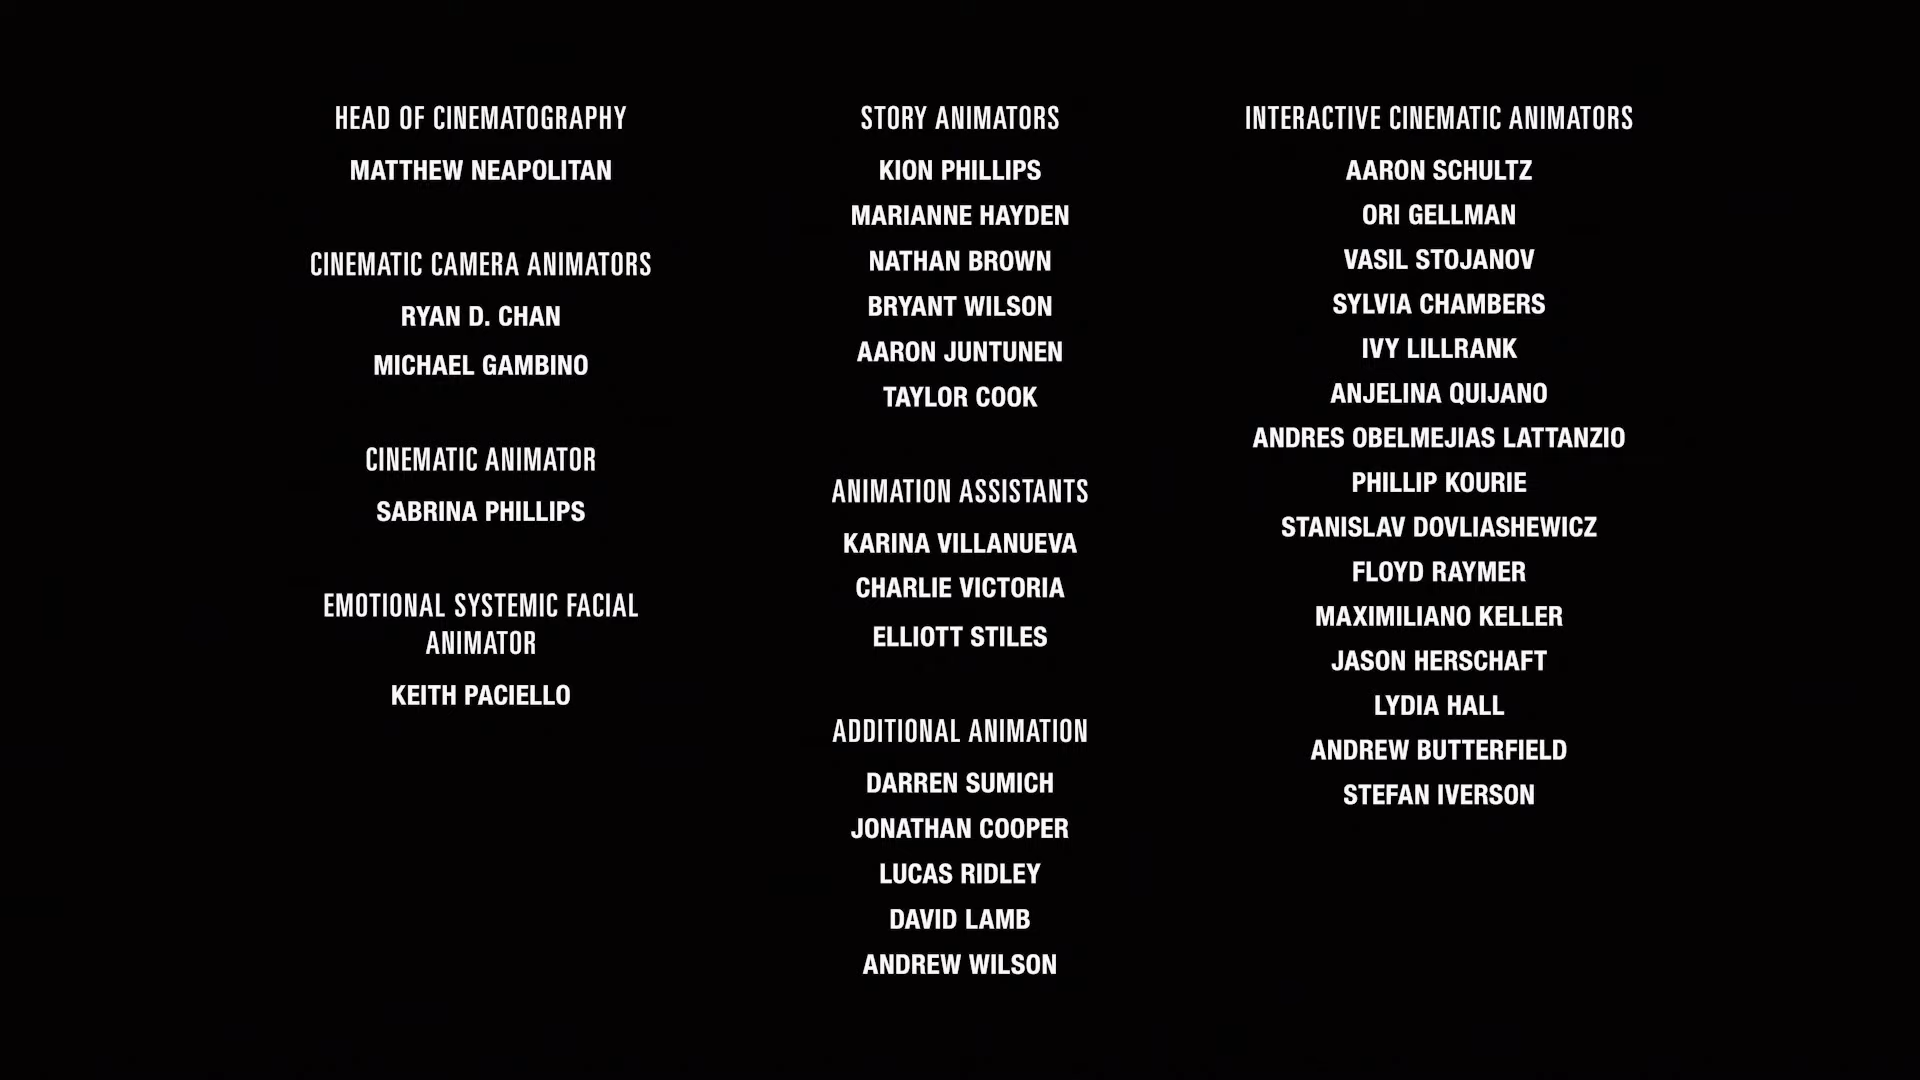 HEAD OF CINEMATOGRAPHY
MATTHEW NEAPOLITAN
CINEMATIC CAMERA ANIMATORS
RYAN D. CHAN
MICHAEL GAMBINO
CINEMATIC ANIMATOR
SABRINA PHILLIPS
EMOTIONAL SYSTEMIC FACIAL
ANIMATOR
KEITH PACIELLO
STORY ANIMATORS
KION PHILLIPS
MARIANNE HAYDEN
NATHAN BROWN
BRYANT WILSON
AARON JUNTUNEN
TAYLOR COOK
ANIMATION ASSISTANTS
KARINA VILLANUEVA
CHARLIE VICTORIA
ELLIOTT STILES
ADDITIONAL ANIMATION
DARREN SUMICH
JONATHAN COOPER
LUCAS RIDLEY
DAVID LAMB
ANDREW WILSON
INTERACTIVE CINEMATIC ANIMATORS
AARON SCHULTZ
ORI GELLMAN
VASIL STOJANOV
SYLVIA CHAMBERS
IVY LILLRANK
ANJELINA QUIJANO
ANDRES OBELMEJIAS LATTANZIO
PHILLIP KOURIE
STANISLAV DOVLIASHEWICZ
FLOYD RAYMER
MAXIMILIANO KELLER
JASON HERSCHAFT
LYDIA HALL
ANDREW BUTTERFIELD
STEFAN IVERSON